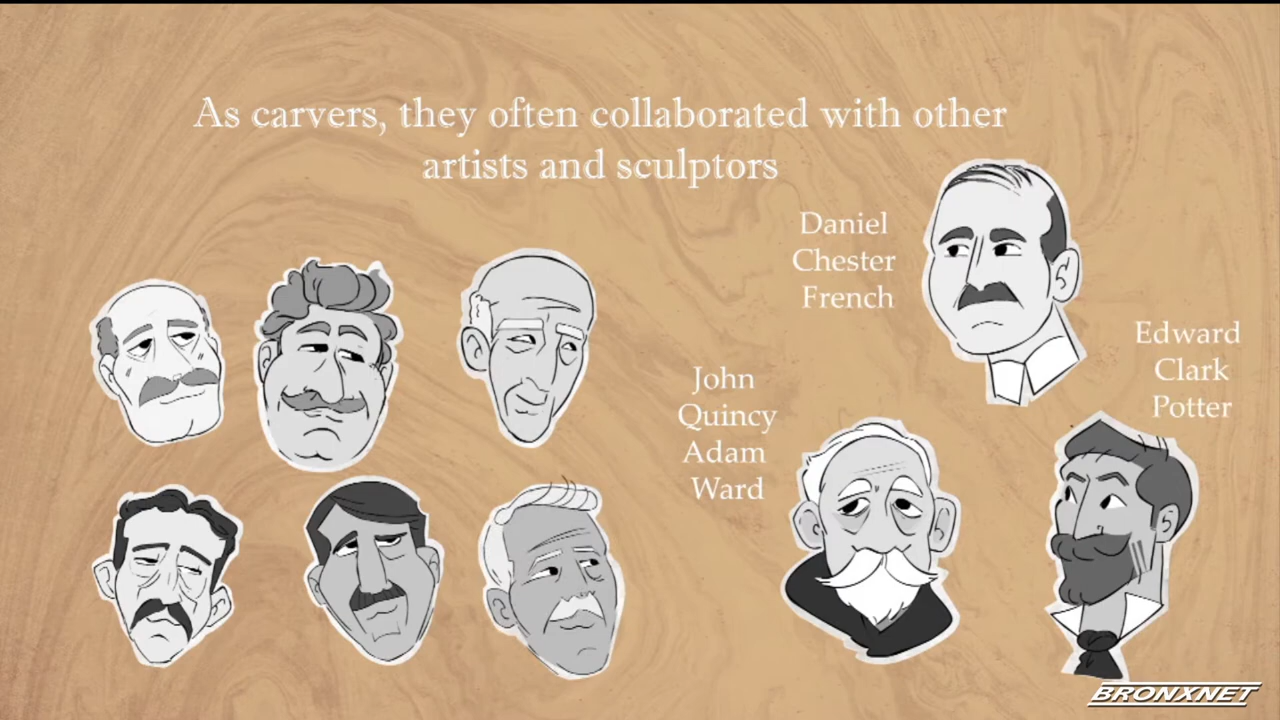 As carvers, they often collaborated with other
artists and sculptors
Daniel
Chester
French
Edward
Clark
Potter
John
Quincy
Adam
Ward
BRONXNET